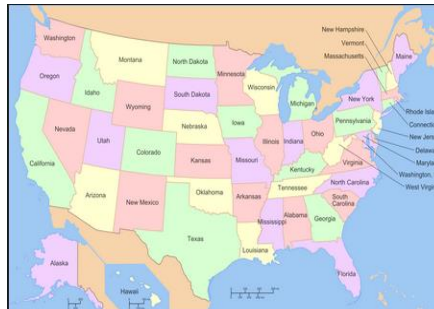 New Hampshire
Vermont
Massachusetts
Maine
Washington
Montana
North Dakota
Minnesota
Oregon
Idaho
Wyoming
South Dakota
Wisconsin
Michigan
New York
Rhode Island
Connecti
New Jers
Delawa
Maryla
Washington.
West Virgi
Pennsylvania
Nebraska
Iowa
Nevada
Utah
Colorado
Kansas
Missouri
Illinois
Indiana
Ohio
Kentucky
Virginia
California
Arizona
New Mexico
Oklahoma
Arkansas
Tennessee
North Carolina
South
Carolina
Texas
Louisiana
Mississippi
Alabama
Georgia
Florida
Alaska
Hawaii